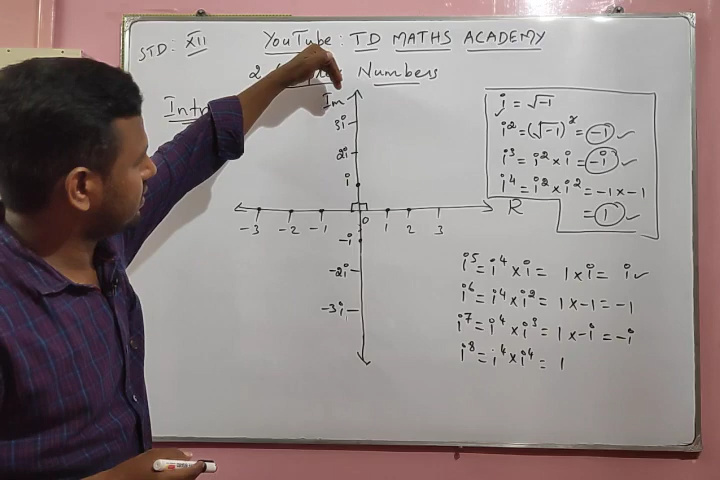 STD: XII
YouTube: TD MATHS ACADEMY
2 Numbers
Im
3i
2i
i
-3 -2 -1 0 1 2 3 R
-i
-2i
-3i
i = √-1
i² = (√-1)² = -1 ✓
i³ = i² × i = -i ✓
i⁴ = i² × i² = -1 × -1
= 1 ✓
i⁵ = i⁴ × i = 1 × i = i ✓
i⁶ = i⁴ × i² = 1 × -1 = -1
i⁷ = i⁴ × i³ = 1 × -i = -i
i⁸ = i⁴ × i⁴ = 1